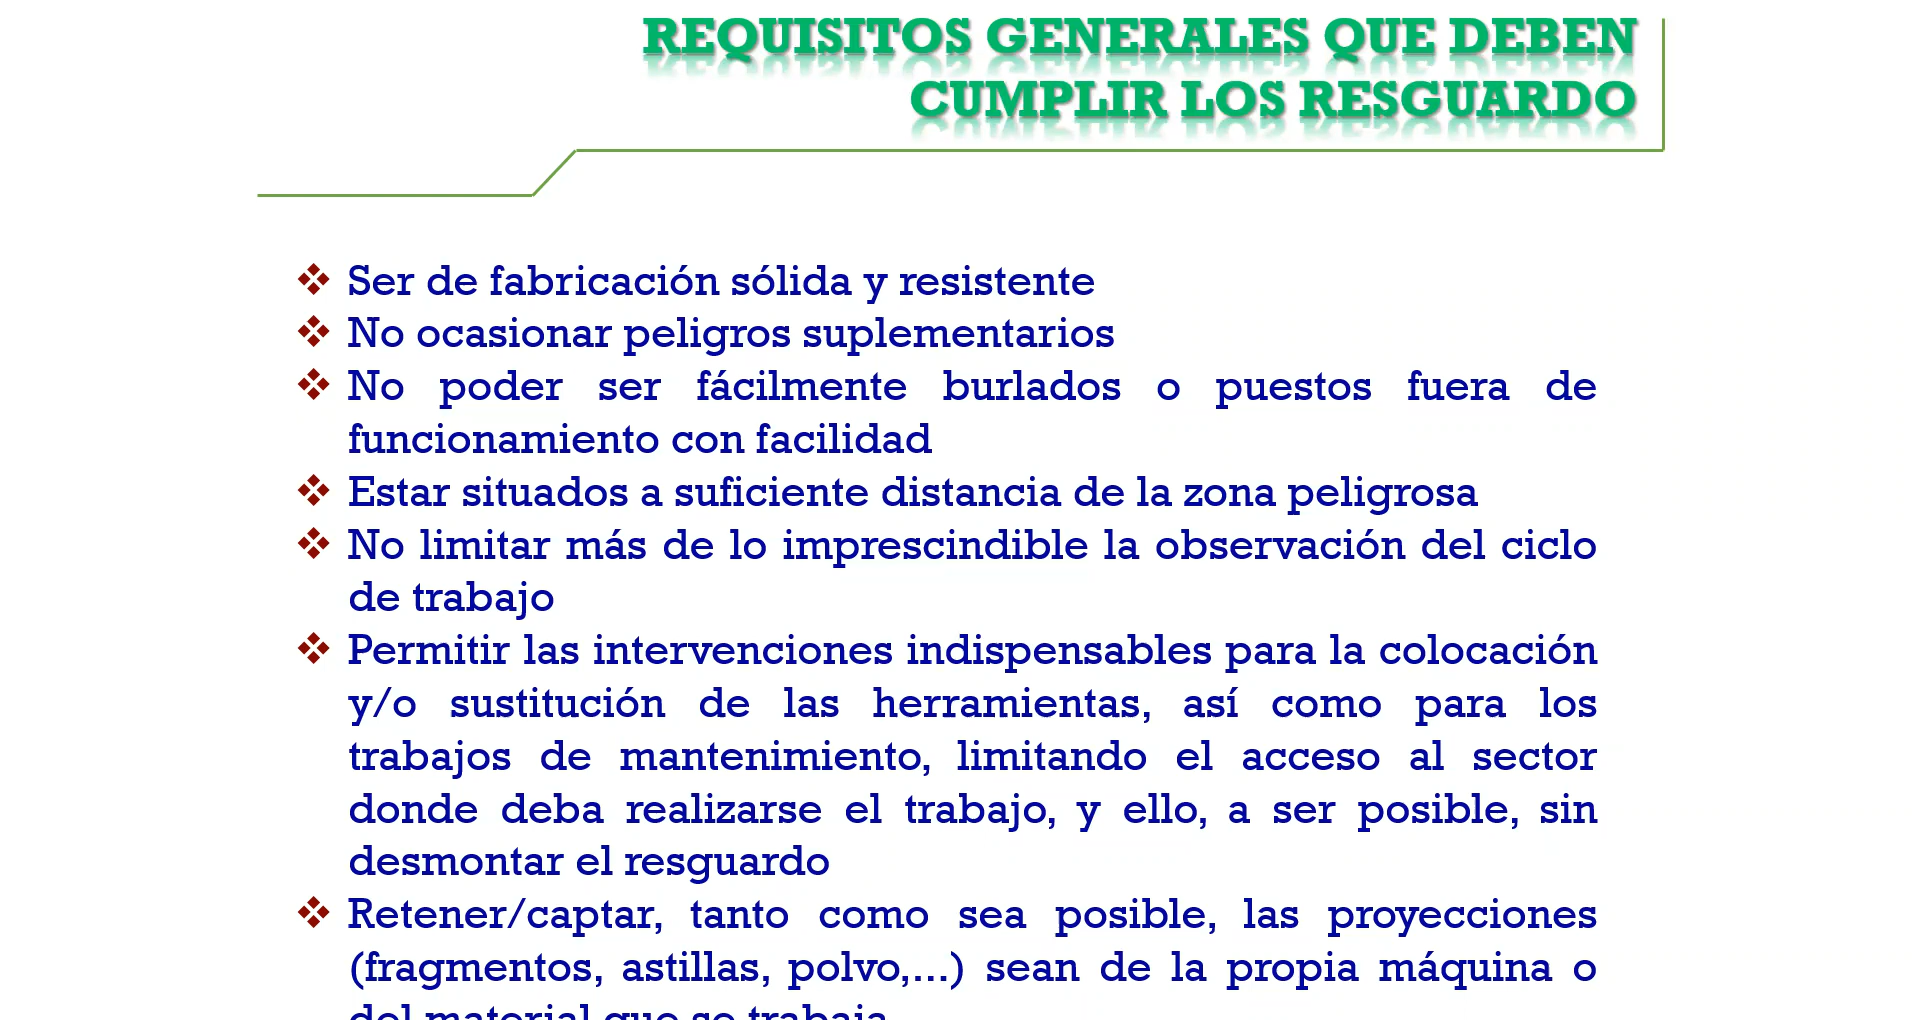 REQUISITOS GENERALES QUE DEBEN
CUMPLIR LOS RESGUARDO
Ser de fabricación sólida y resistente
No ocasionar peligros suplementarios
No poder ser fácilmente burlados o puestos fuera de
funcionamiento con facilidad
Estar situados a suficiente distancia de la zona peligrosa
No limitar más de lo imprescindible la observación del ciclo
de trabajo
Permitir las intervenciones indispensables para la colocación
y/o sustitución de las herramientas, así como para los
trabajos de mantenimiento, limitando el acceso al sector
donde deba realizarse el trabajo, y ello, a ser posible, sin
desmontar el resguardo
Retener/captar, tanto como sea posible, las proyecciones
(fragmentos, astillas, polvo,...) sean de la propia máquina o
del material que se trabaja